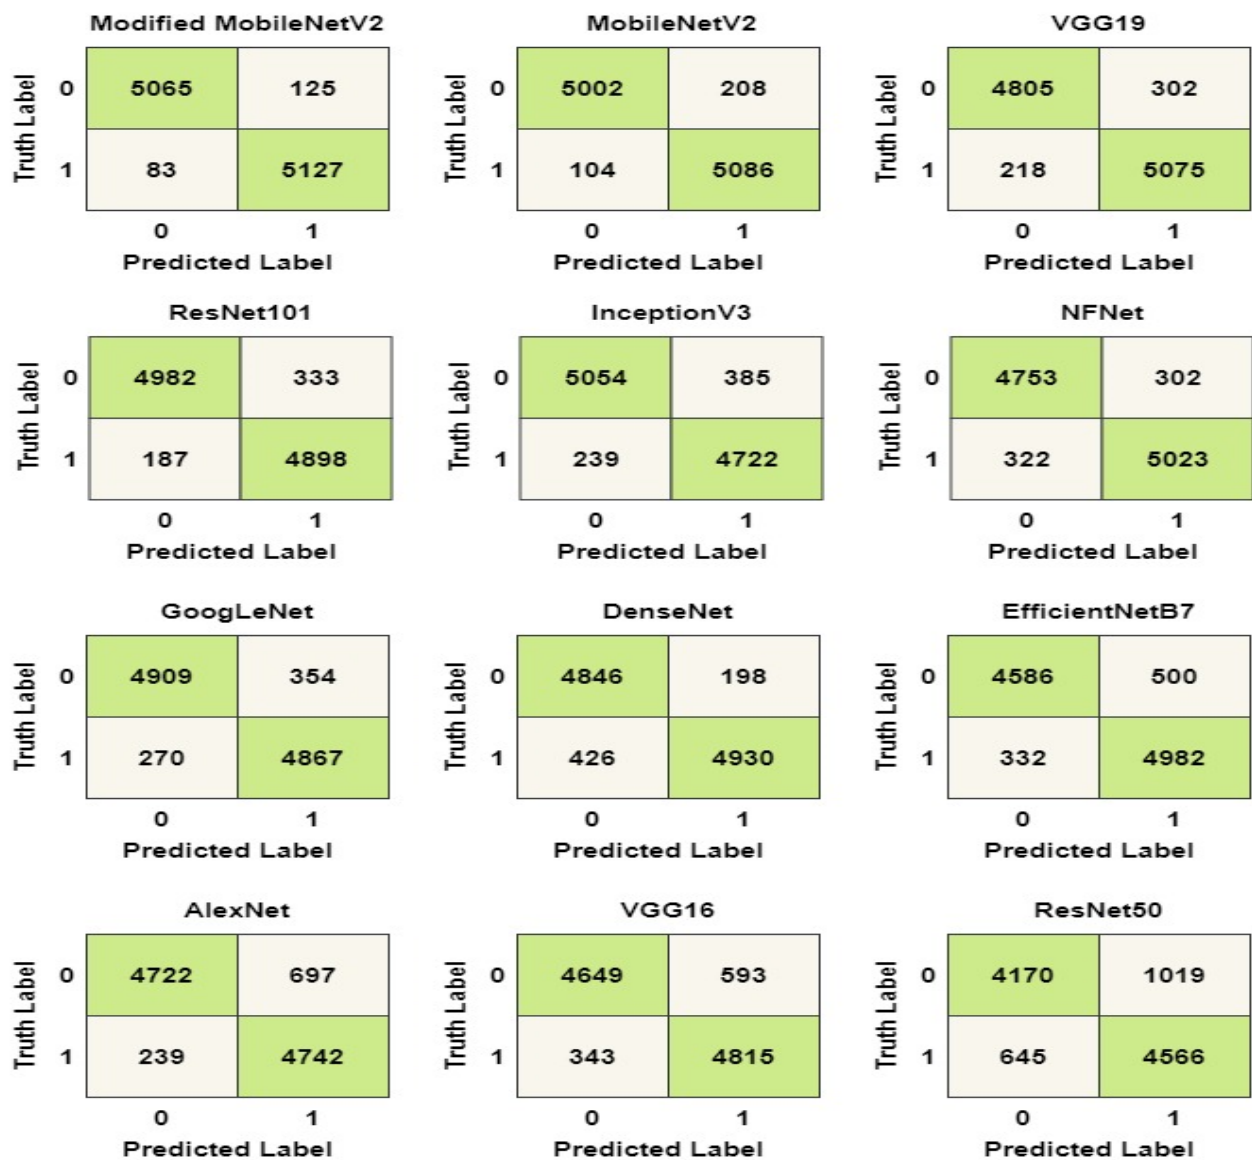 Modified MobileNetV2
Truth Label
0 5065 125
1 83 5127
0 1
Predicted Label
MobileNetV2
Truth Label
0 5002 208
1 104 5086
0 1
Predicted Label
VGG19
Truth Label
0 4805 302
1 218 5075
0 1
Predicted Label
ResNet101
Truth Label
0 4982 333
1 187 4898
0 1
Predicted Label
InceptionV3
Truth Label
0 5054 385
1 239 4722
0 1
Predicted Label
NFNet
Truth Label
0 4753 302
1 322 5023
0 1
Predicted Label
GoogLeNet
Truth Label
0 4909 354
1 270 4867
0 1
Predicted Label
DenseNet
Truth Label
0 4846 198
1 426 4930
0 1
Predicted Label
EfficientNetB7
Truth Label
0 4586 500
1 332 4982
0 1
Predicted Label
AlexNet
Truth Label
0 4722 697
1 239 4742
0 1
Predicted Label
VGG16
Truth Label
0 4649 593
1 343 4815
0 1
Predicted Label
ResNet50
Truth Label
0 4170 1019
1 645 4566
0 1
Predicted Label